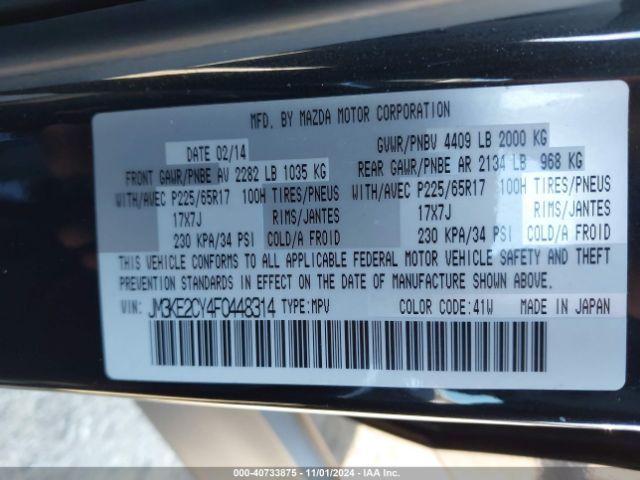 MFD. BY MAZDA MOTOR CORPORATION
DATE 02/14 GVWR/PNBV 4409 LB 2000 KG
FRONT GAWR/PNBE AV 2282 LB 1035 KG REAR GAWR/PNBE AR 2134 LB 968 KG
WITH/AVEC P225/65R17 100H TIRES/PNEUS WITH/AVEC P225/65R17 100H TIRES/PNEUS
17X7J RIMS/JANTES 17X7J RIMS/JANTES
230 KPA/34 PSI COLD/A FROID 230 KPA/34 PSI COLD/A FROID
THIS VEHICLE CONFORMS TO ALL APPLICABLE FEDERAL MOTOR VEHICLE SAFETY AND THEFT
PREVENTION STANDARDS IN EFFECT ON THE DATE OF MANUFACTURE SHOWN ABOVE.
VIN: JM3KE2CY4F0448314 TYPE:MPV COLOR CODE:41W MADE IN JAPAN
000-40733875 - 11/01/2024 - IAA Inc.